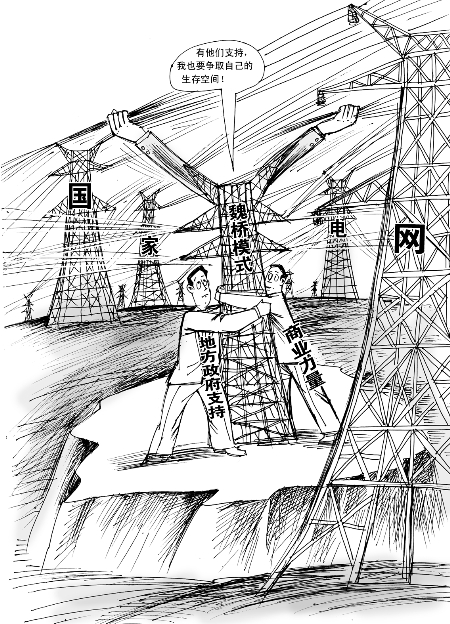 有他们支持，
我也要争取自己的
生存空间！
国
家
电
网
魏桥模式
地方政府支持
商业力量